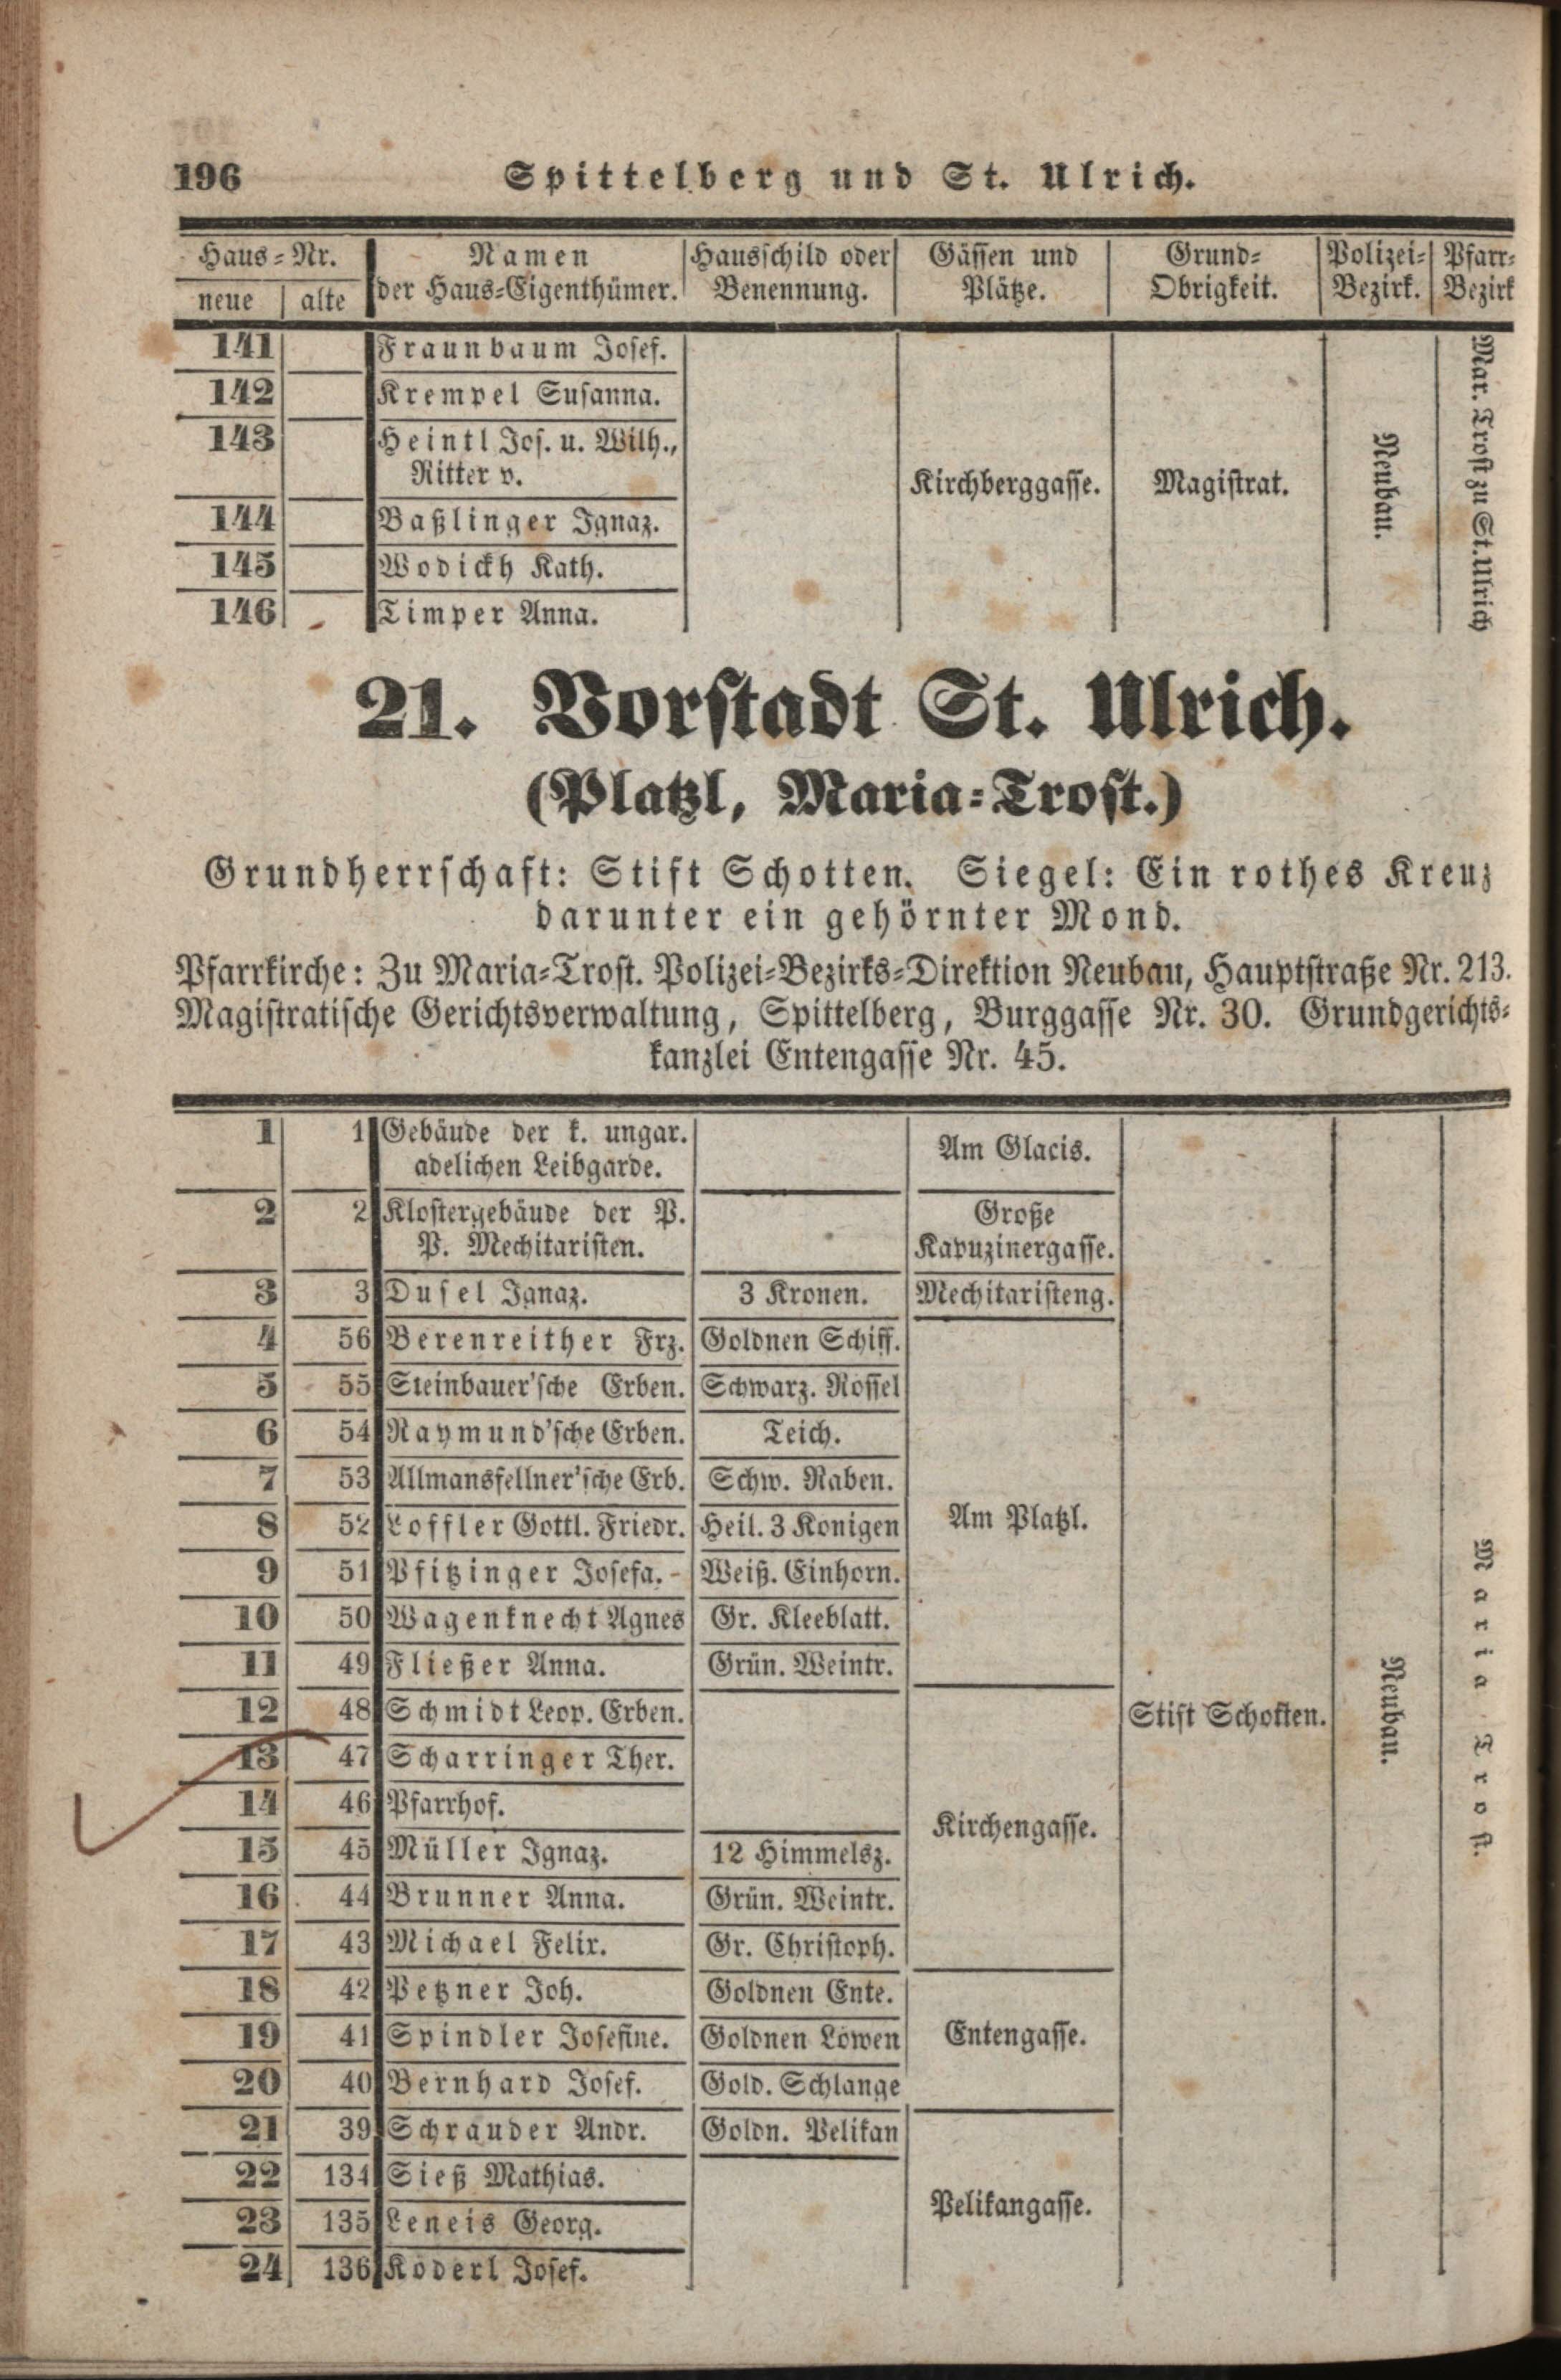 196 Spittelberg und St. Ulrich.
Haus-Nr. Namen Hausschild oder Gässen und Grund- Polizei- Pfarr-
neue alte der Haus-Eigenthümer. Benennung. Plätze. Obrigkeit. Bezirk. Bezirk
141 Fraunbaum Josef.
142 Krempel Susanna.
143 Heintl Jos. u. Wilh.,
Ritter v.
Kirchberggasse. Magistrat. Neubau. Mar. Trost zu St. Ulrich
144 Baßlinger Ignaz.
145 Wodickh Kath.
146 Timper Anna.
21. Vorstadt St. Ulrich.
(Platzl, Maria-Trost.)
Grundherrschaft: Stift Schotten. Siegel: Ein rothes Kreuz
darunter ein gehörnter Mond.
Pfarrkirche: Zu Maria-Trost. Polizei-Bezirks-Direktion Neubau, Hauptstraße Nr. 213.
Magistratische Gerichtsverwaltung, Spittelberg, Burggasse Nr. 30. Grundgerichts-
kanzlei Entengasse Nr. 45.
1 1 Gebäude der k. ungar.
adelichen Leibgarde.
Am Glacis.
2 2 Klostergebäude der P.
P. Mechitaristen.
Große
Kapuzinergasse.
3 3 Dusel Ignaz. 3 Kronen. Mechitaristeng.
4 56 Berenreither Frz. Goldnen Schiff.
5 55 Steinbauer'sche Erben. Schwarz. Rössel
6 54 Raymund'sche Erben. Teich.
7 53 Allmansfellner'sche Erb. Schw. Raben.
8 52 Löffler Gottl. Friedr. Heil. 3 Königen Am Platzl.
9 51 Pfitzinger Josefa. Weiß. Einhorn.
10 50 Wagenknecht Agnes Gr. Kleeblatt.
11 49 Fließer Anna. Grün. Weintr.
12 48 Schmidt Leop. Erben. Stift Schotten. Neubau. Maria Trost.
13 47 Scharringer Ther.
14 46 Pfarrhof.
Kirchengasse.
15 45 Müller Ignaz. 12 Himmelsz.
16 44 Brunner Anna. Grün. Weintr.
17 43 Michael Felix. Gr. Christoph.
18 42 Petzner Joh. Goldnen Ente.
19 41 Spindler Josefine. Goldnen Löwen Entengasse.
20 40 Bernhard Josef. Gold. Schlange
21 39 Schrauder Andr. Goldn. Pelikan
22 134 Sieß Mathias.
Pelikangasse.
23 135 Leneis Georg.
24 136 Köderl Josef.